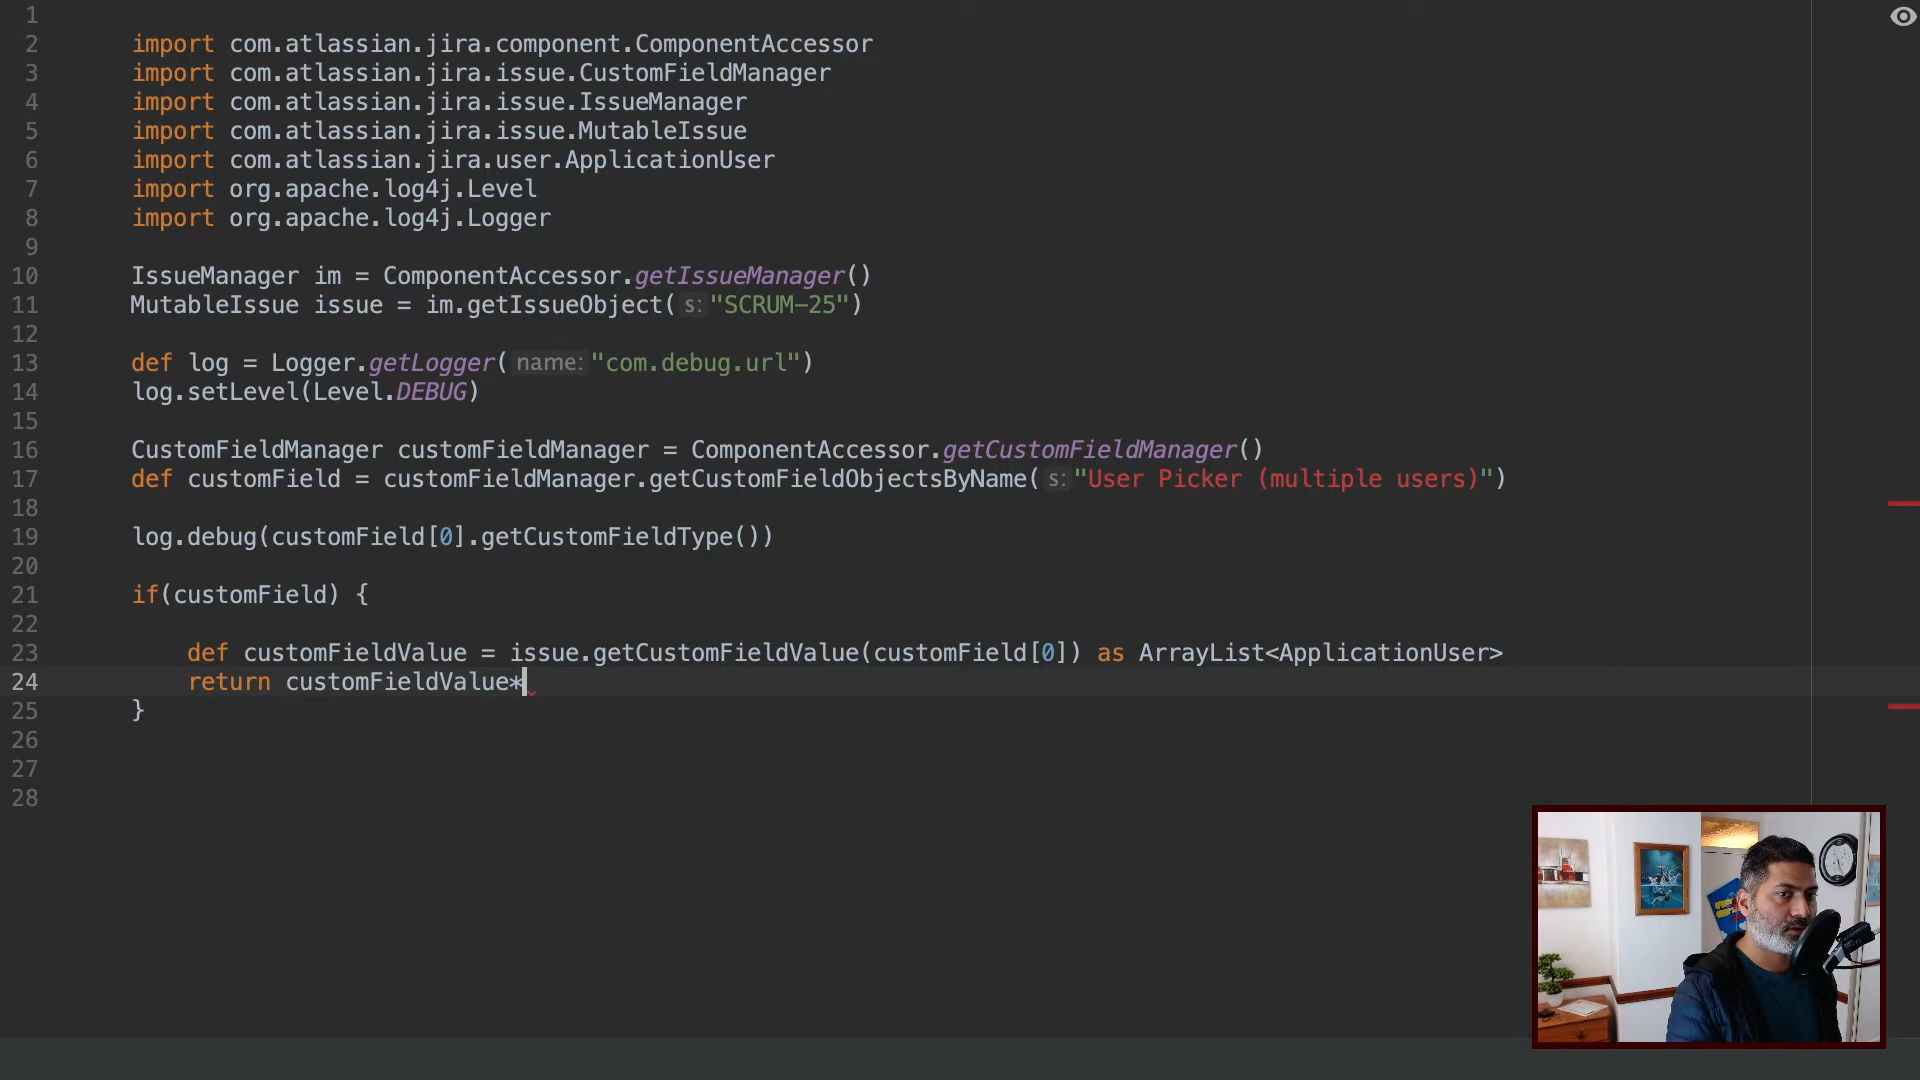 1
2 import com.atlassian.jira.component.ComponentAccessor
3 import com.atlassian.jira.issue.CustomFieldManager
4 import com.atlassian.jira.issue.IssueManager
5 import com.atlassian.jira.issue.MutableIssue
6 import com.atlassian.jira.user.ApplicationUser
7 import org.apache.log4j.Level
8 import org.apache.log4j.Logger
9
10 IssueManager im = ComponentAccessor.getIssueManager()
11 MutableIssue issue = im.getIssueObject( s: "SCRUM-25")
12
13 def log = Logger.getLogger( name: "com.debug.url")
14 log.setLevel(Level.DEBUG)
15
16 CustomFieldManager customFieldManager = ComponentAccessor.getCustomFieldManager()
17 def customField = customFieldManager.getCustomFieldObjectsByName( s: "User Picker (multiple users)")
18
19 log.debug(customField[0].getCustomFieldType())
20
21 if(customField) {
22
23 def customFieldValue = issue.getCustomFieldValue(customField[0]) as ArrayList<ApplicationUser>
24 return customFieldValue*
25 }
26
27
28